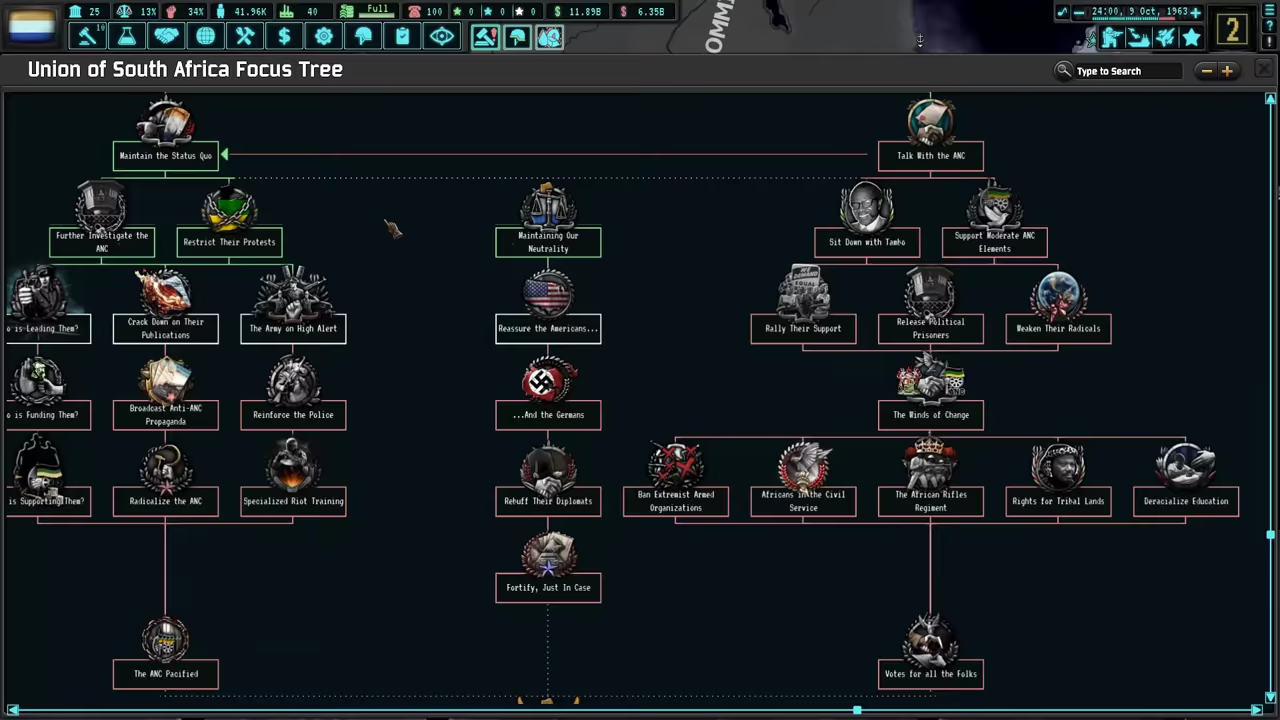 25 13% 34% 41.96K 40 Full 100 0 0 0 $ 11.89B $ 6.35B 24:00, 9 Oct, 1963
10
2
OMMA
Union of South Africa Focus Tree
Type to Search
Maintain the Status Quo
Talk With the ANC
Further Investigate the
ANC
Restrict Their Protests
Maintaining Our
Neutrality
Sit Down with Tambo
Support Moderate ANC
Elements
WE
DEMAND
EQUAL
o is Leading Them?
Crack Down on Their
Publications
The Army on High Alert
Reassure the Americans...
Rally Their Support
Release Political
Prisoners
Weaken Their Radicals
o is Funding Them?
Broadcast Anti-ANC
Propaganda
Reinforce the Police
...And the Germans
The Winds of Change
is Supporting Them?
Radicalize the ANC
Specialized Riot Training
Rebuff Their Diplomats
Ban Extremist Armed
Organizations
Africans in the Civil
Service
The African Rifles
Regiment
Rights for Tribal Lands
Deracialize Education
Fortify, Just In Case
The ANC Pacified
Votes for all the Folks